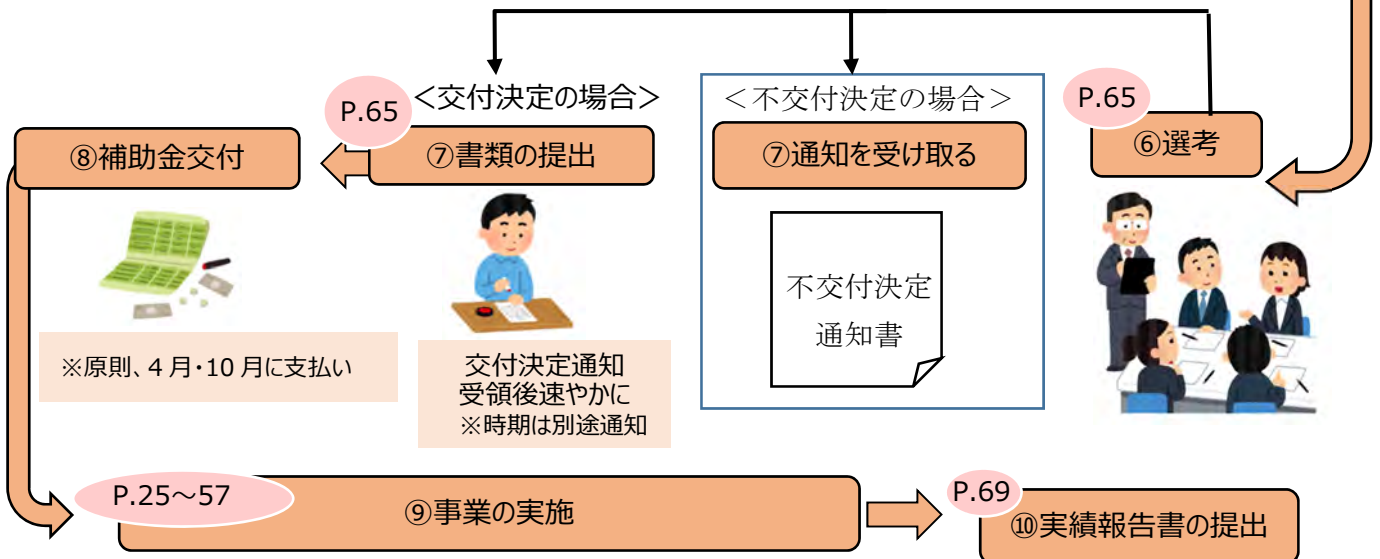 P.65
⑥選考
<不交付決定の場合>
⑦通知を受け取る
不交付決定
通知書
P.65
<交付決定の場合>
⑦書類の提出
交付決定通知
受領後速やかに
※時期は別途通知
⑧補助金交付
※原則、4月・10月に支払い
P.25~57
⑨事業の実施
P.69
⑩実績報告書の提出